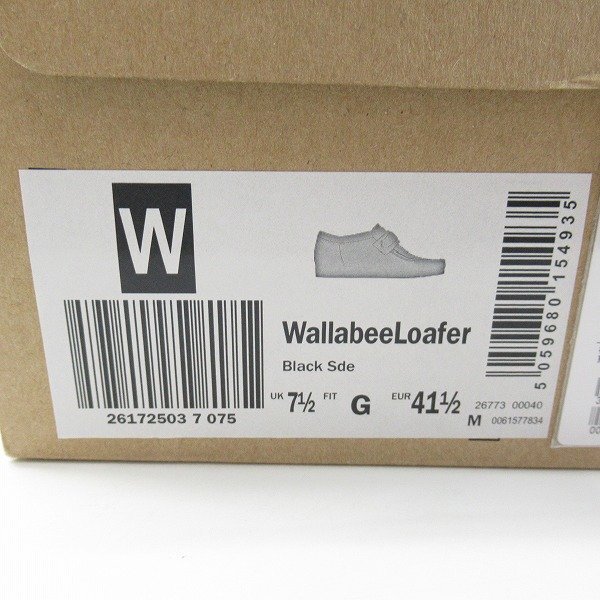 W
WallabeeLoafer
Black Sde
UK 7½ FIT G EUR 41½
26773 00040
M 0061577834
26172503 7 075
5 059680 154935